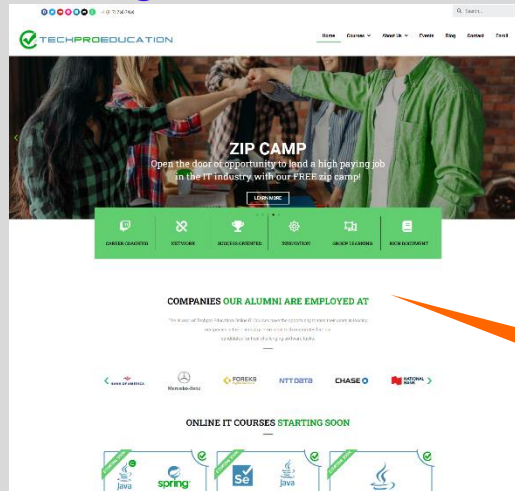 Search...
TECHPROEDUCATION
Home Courses About Us Events Blog Contact Enroll
ZIP CAMP
Open the door of opportunity to land a high paying job
in the IT industry with our FREE zip camp!
LEARN MORE
CAREER COACHING NETWORK SUCCESS ORIENTED INNOVATION GROUP LEARNING
COMPANIES OUR ALUMNI ARE EMPLOYED AT
BANK OF AMERICA Mercedes-Benz FOREKS NTT DATA CHASE NATIONAL BANK
ONLINE IT COURSES STARTING SOON
Java spring Se Java